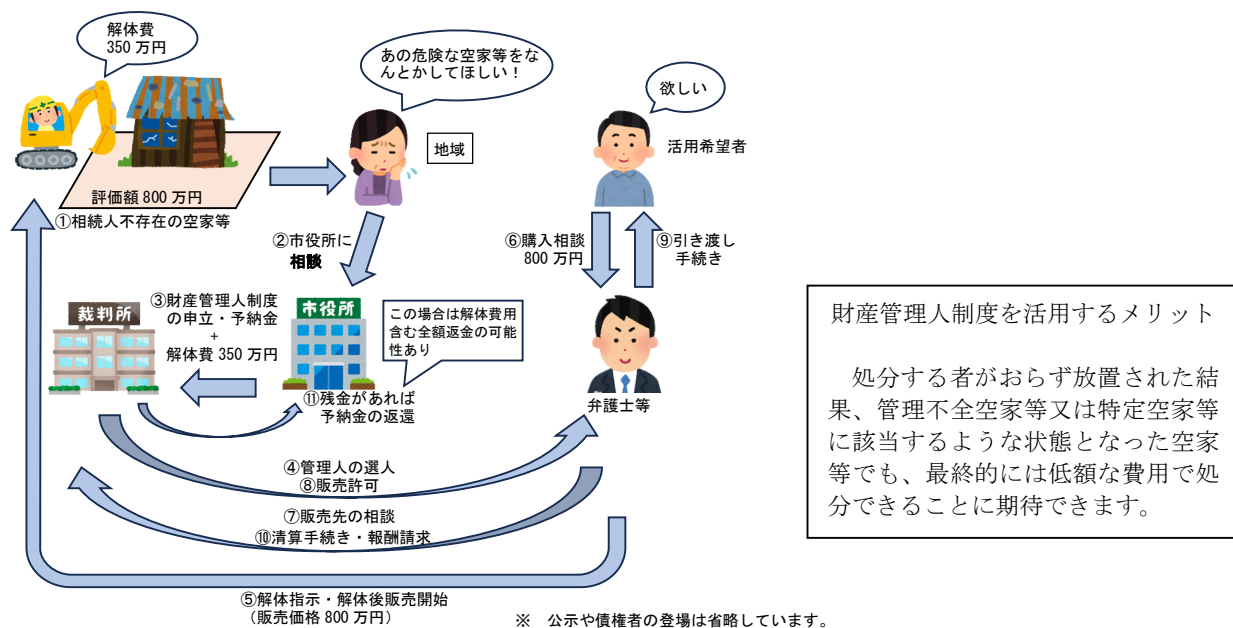 解体費
350 万円
あの危険な空家等をな
んとかしてほしい！
欲しい
地域
活用希望者
評価額 800 万円
①相続人不存在の空家等
②市役所に
相談
⑥購入相談
800 万円
⑨引き渡し
手続き
裁判所
③財産管理人制度
の申立・予納金
+
解体費 350 万円
市役所
この場合は解体費用
含む全額返金の可能
性あり
⑪残金があれば
予納金の返還
弁護士等
④管理人の選人
⑧販売許可
⑦販売先の相談
⑩清算手続き・報酬請求
⑤解体指示・解体後販売開始
（販売価格 800 万円）
※　公示や債権者の登場は省略しています。
財産管理人制度を活用するメリット
　処分する者がおらず放置された結
果、管理不全空家等又は特定空家等
に該当するような状態となった空家
等でも、最終的には低額な費用で処
分できることに期待できます。